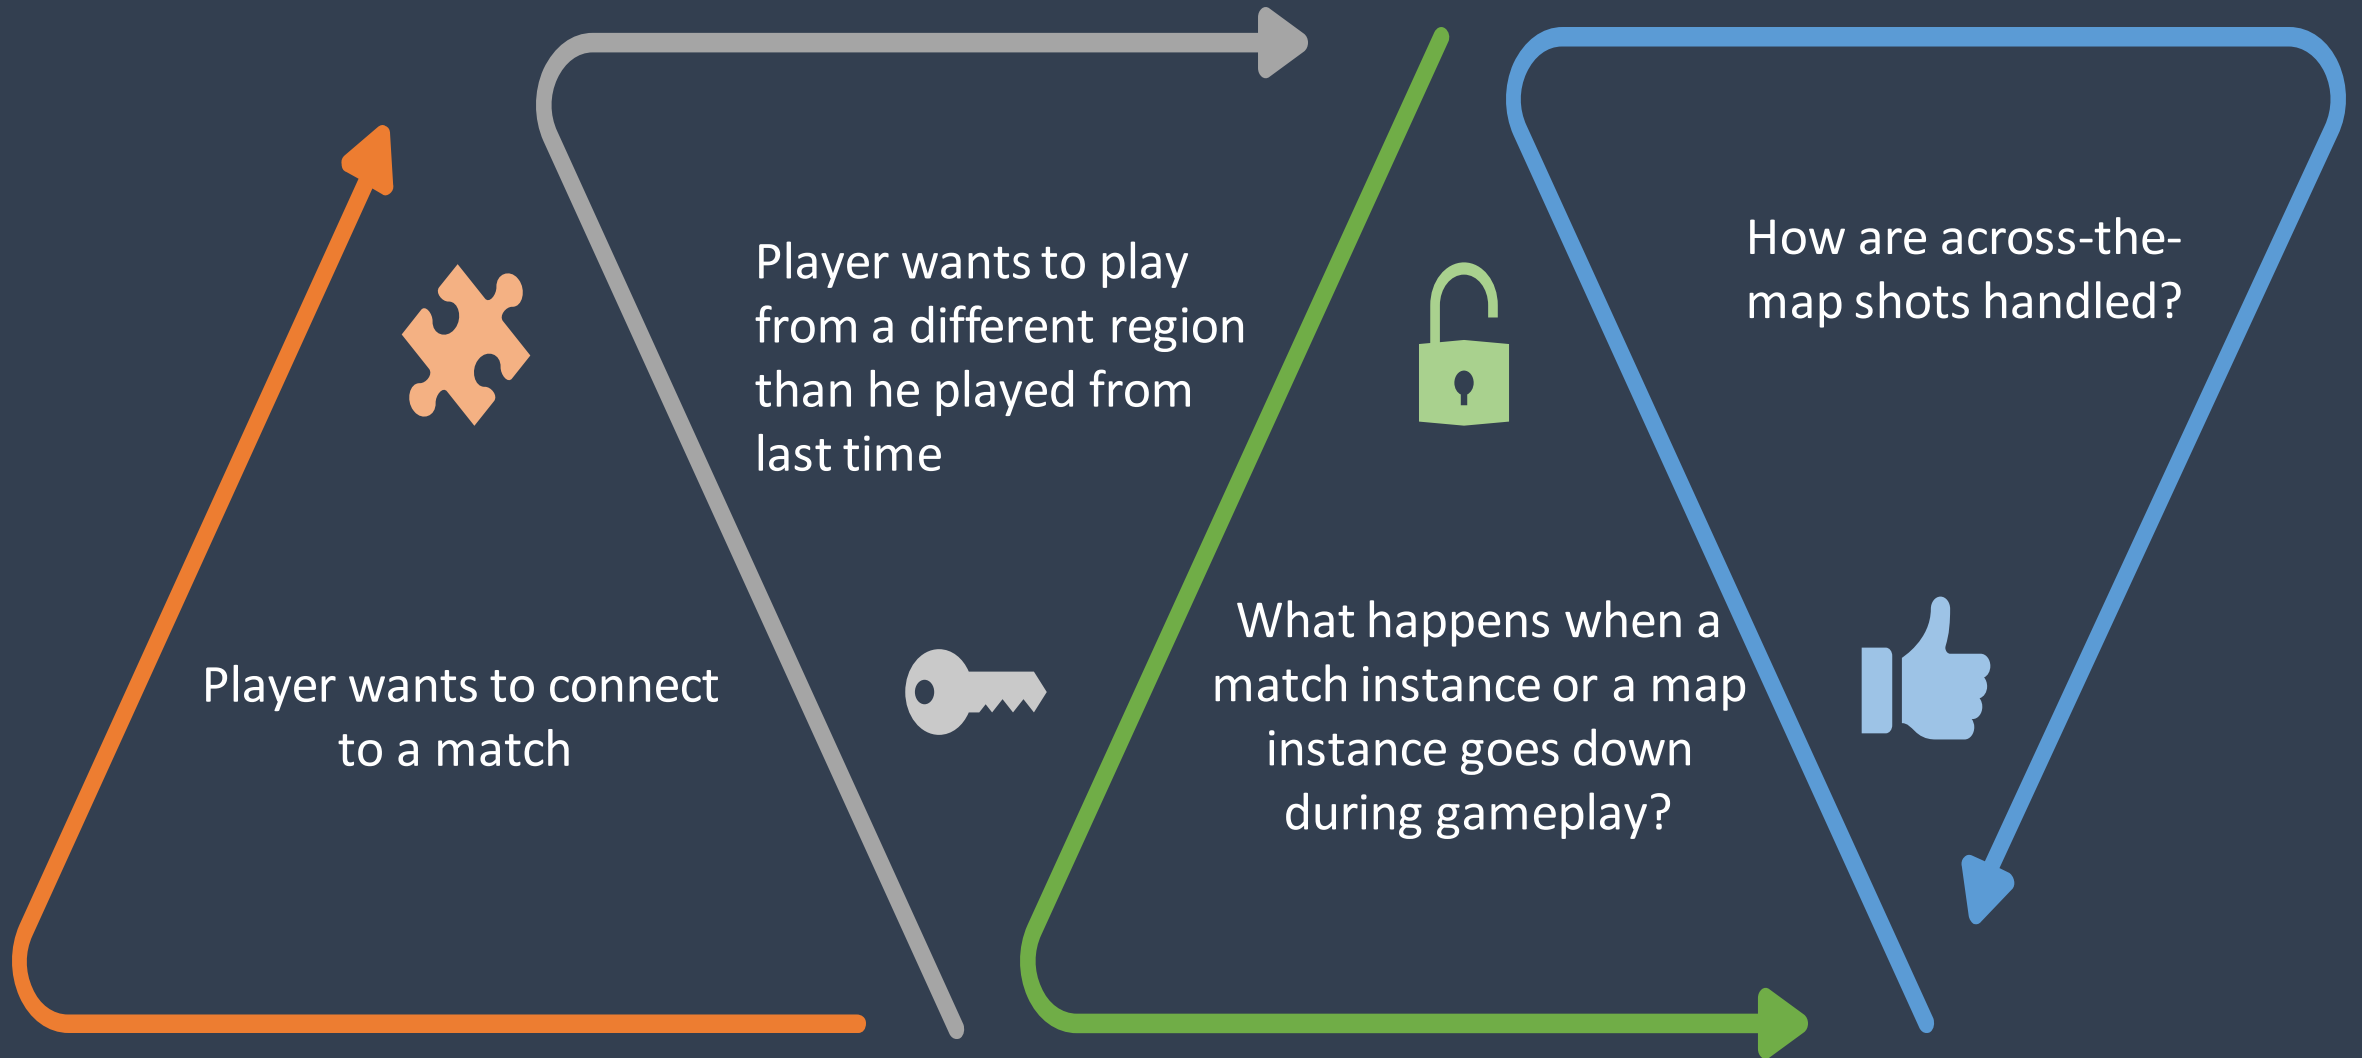 Player wants to connect
to a match
Player wants to play
from a different region
than he played from
last time
What happens when a
match instance or a map
instance goes down
during gameplay?
How are across-the-
map shots handled?